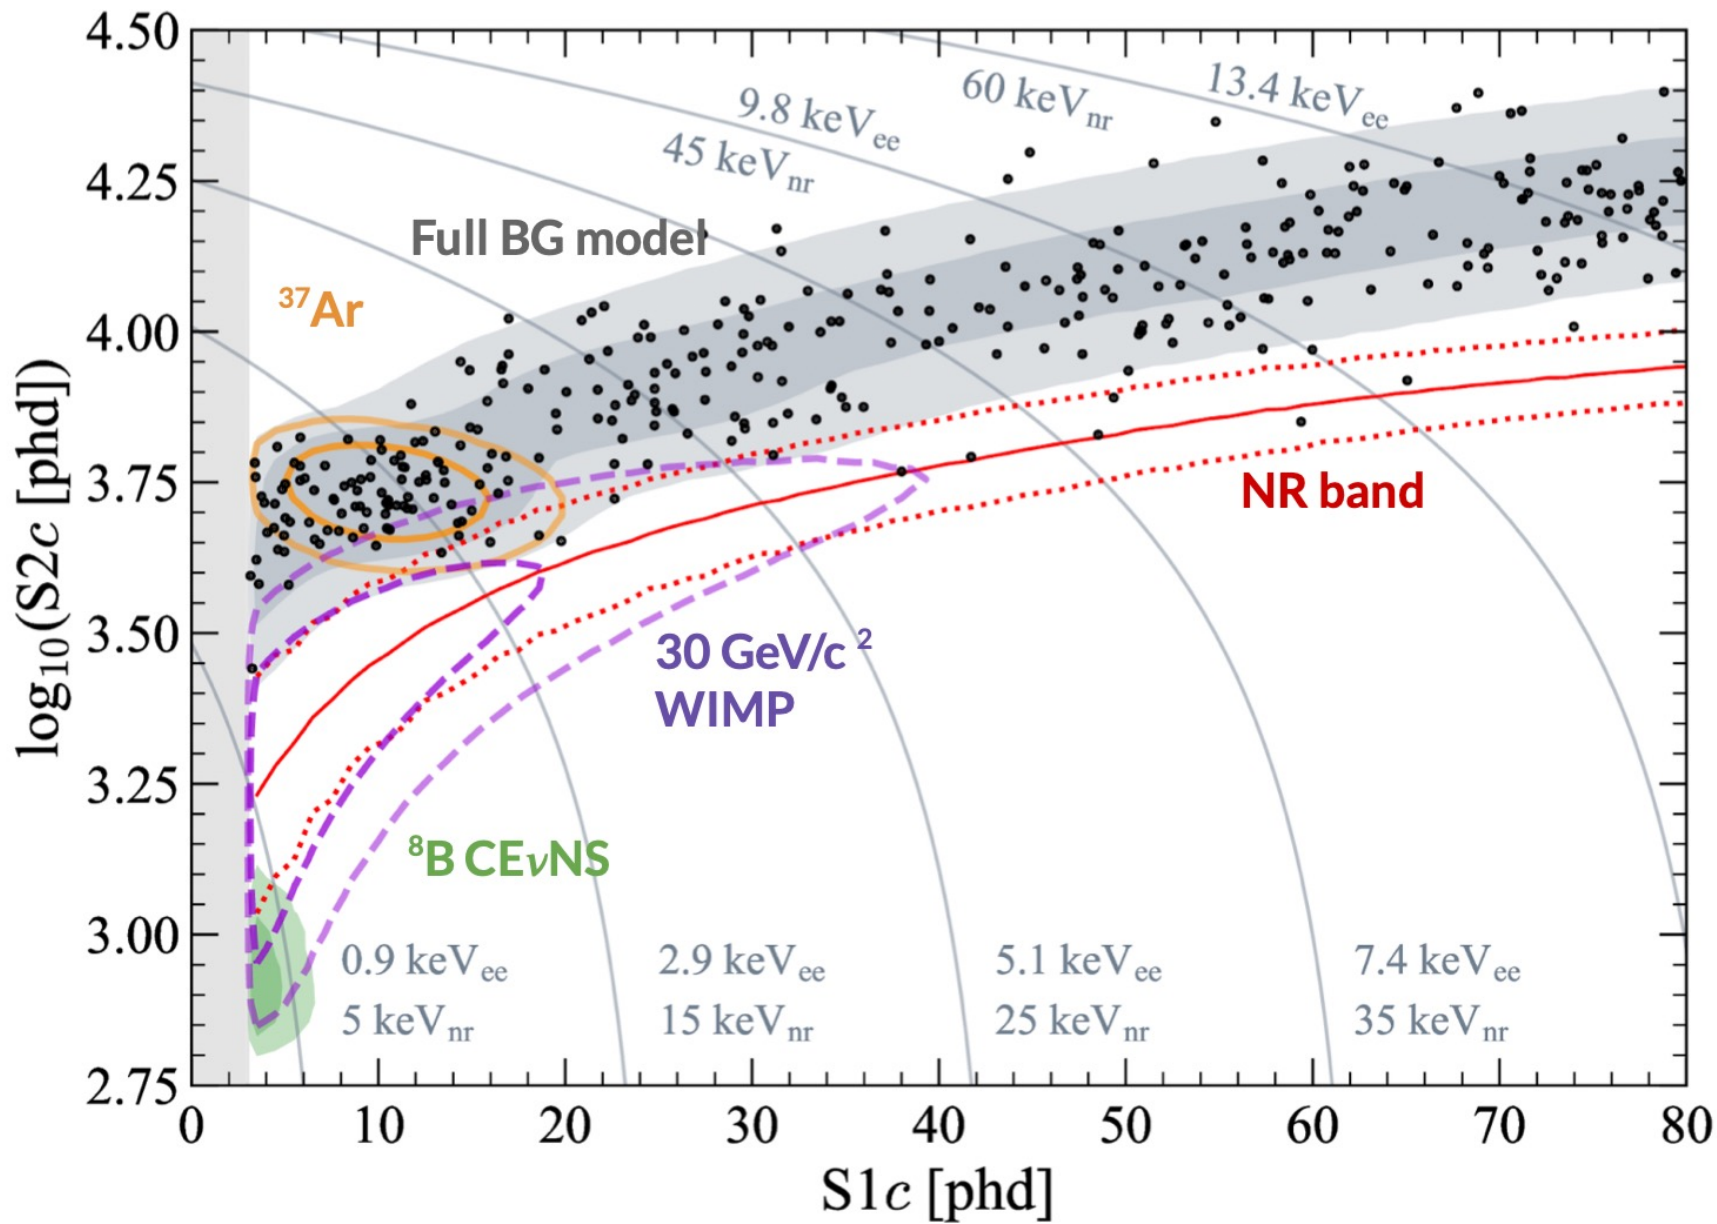 4.50
4.25
4.00
3.75
3.50
3.25
3.00
2.75
log₁₀(S2c [phd])
13.4 keVₑₑ
60 keVnr
9.8 keVₑₑ
45 keVnr
Full BG model
³⁷Ar
NR band
30 GeV/c ²
WIMP
⁸B CEνNS
0.9 keVₑₑ
5 keVnr
2.9 keVₑₑ
15 keVnr
5.1 keVₑₑ
25 keVnr
7.4 keVₑₑ
35 keVnr
0 10 20 30 40 50 60 70 80
S1c [phd]